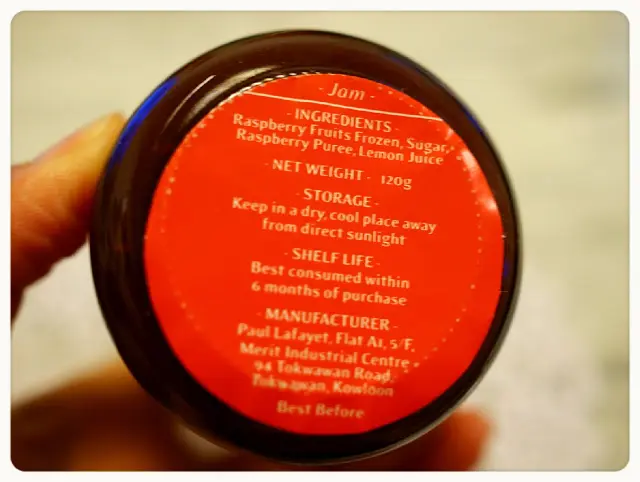 - Jam -
- INGREDIENTS -
Raspberry Fruits Frozen, Sugar,
Raspberry Puree, Lemon Juice
- NET WEIGHT - 120g
- STORAGE -
Keep in a dry, cool place away
from direct sunlight
- SHELF LIFE -
Best consumed within
6 months of purchase
- MANUFACTURER -
Paul Lafayet, Flat A1, 5/F,
Merit Industrial Centre,
94 Tokwawan Road,
Tokwawan, Kowloon
Best Before